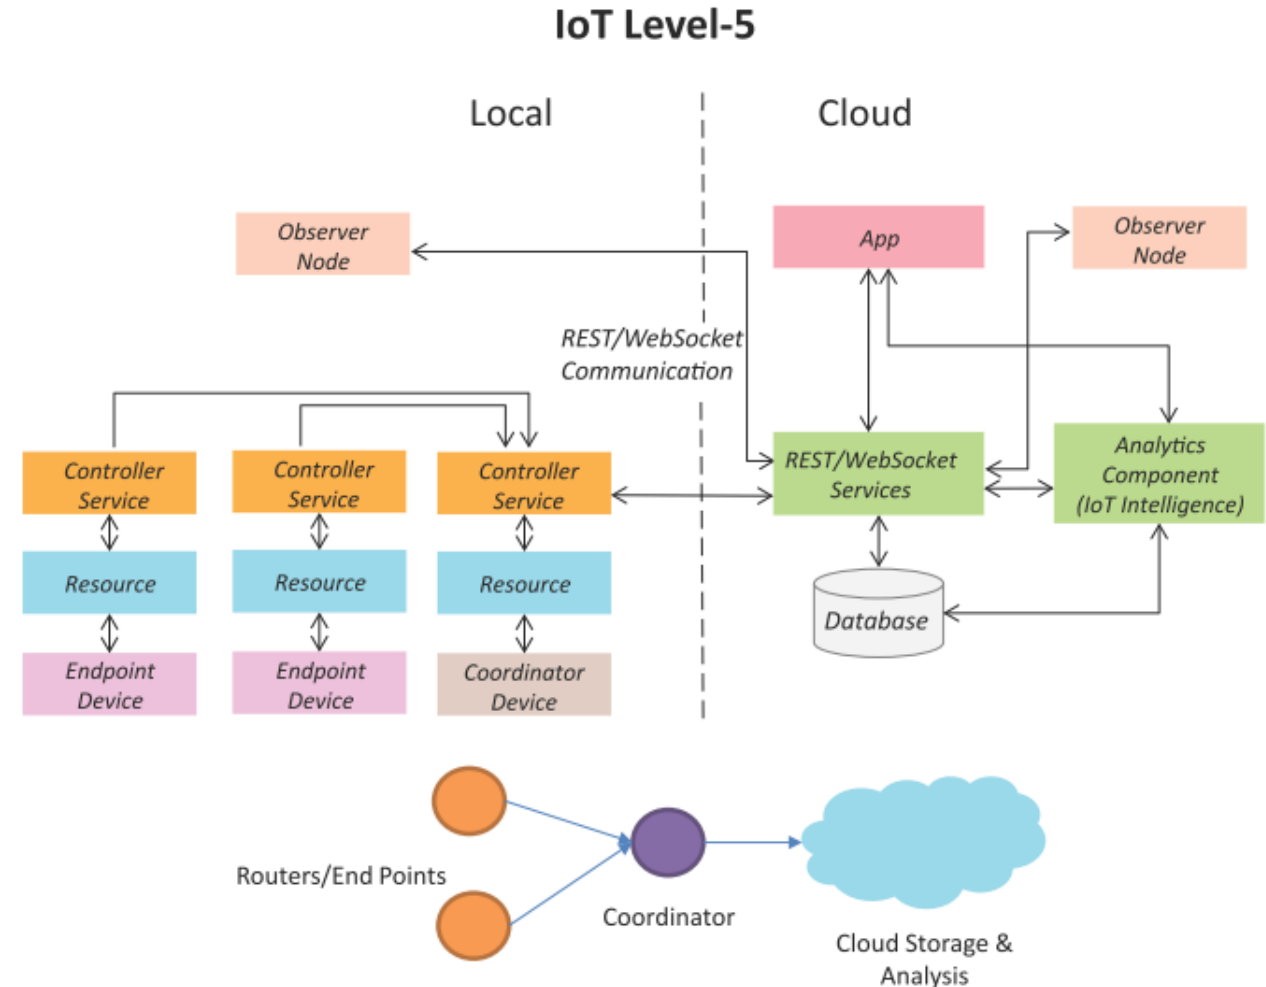 IoT Level-5
Local
Cloud
Observer
Node
App
Observer
Node
REST/WebSocket
Communication
Controller
Service
Controller
Service
Controller
Service
REST/WebSocket
Services
Analytics
Component
(IoT Intelligence)
Resource
Resource
Resource
Database
Endpoint
Device
Endpoint
Device
Coordinator
Device
Routers/End Points
Coordinator
Cloud Storage &
Analysis